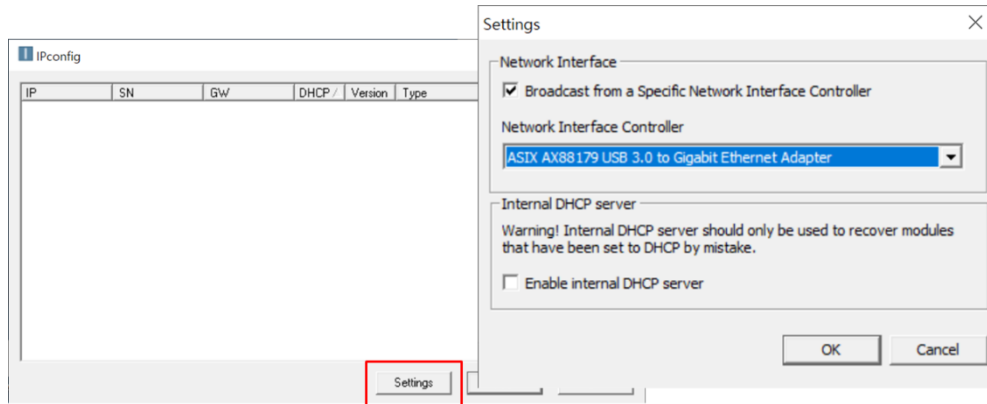 IPconfig
IP SN GW DHCP Version Type
Settings
Settings
Network Interface
Broadcast from a Specific Network Interface Controller
Network Interface Controller
ASIX AX88179 USB 3.0 to Gigabit Ethernet Adapter
Internal DHCP server
Warning! Internal DHCP server should only be used to recover modules
that have been set to DHCP by mistake.
Enable internal DHCP server
OK Cancel